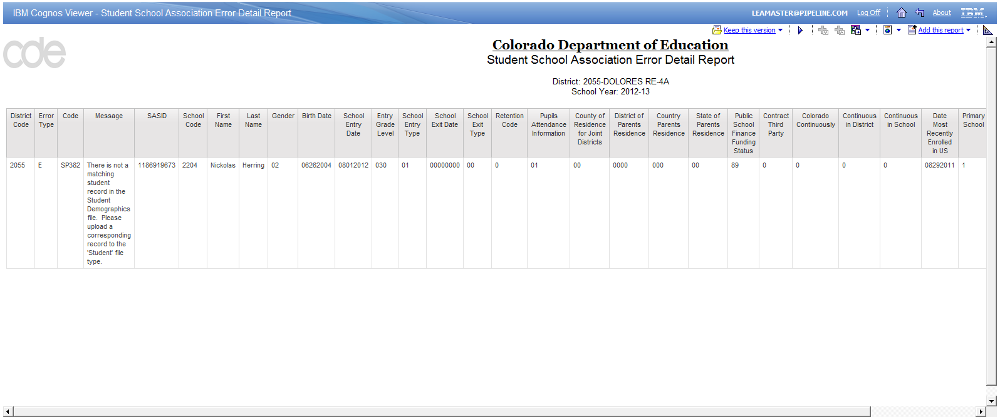 IBM Cognos Viewer - Student School Association Error Detail Report
LEAMASTER@PIPELINE.COM Log Off About IBM.
Keep this version Add this report
cde
Colorado Department of Education
Student School Association Error Detail Report
District: 2055-DOLORES RE-4A
School Year: 2012-13
District Error Code Message SASID School First Last Gender Birth Date School Entry School School School Retention Pupils County of District of Country State of Public Contract Colorado Continuous Continuous Date Primary
Code Type Code Name Name Entry Grade Entry Exit Date Exit Code Attendance Residence Parents Parents Parents School Third Continuously in District in School Most School
Date Level Type Type Information for Joint Residence Residence Residence Finance Party Recently
Districts Funding Enrolled
Status in US
2055 E SP382 There is not a 1186919673 2204 Nickolas Herring 02 06262004 08012012 030 01 00000000 00 0 01 00 0000 000 00 89 0 0 0 0 08292011 1
matching
student
record in the
Student
Demographics
file. Please
upload a
corresponding
record to the
'Student' file
type.